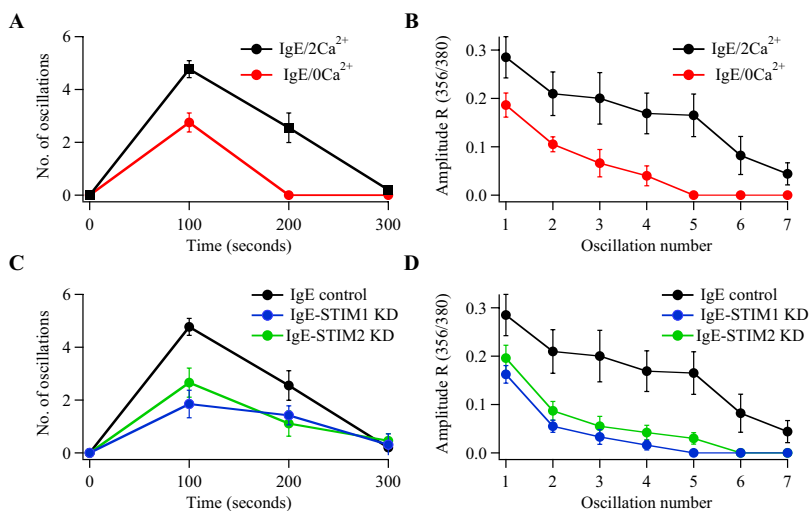 A
No. of oscillations
6
4
2
0
IgE/2Ca²⁺
IgE/0Ca²⁺
0 100 200 300
Time (seconds)
B
Amplitude R (356/380)
0.3
0.2
0.1
0.0
IgE/2Ca²⁺
IgE/0Ca²⁺
1 2 3 4 5 6 7
Oscillation number
C
No. of oscillations
6
4
2
0
IgE control
IgE-STIM1 KD
IgE-STIM2 KD
0 100 200 300
Time (seconds)
D
Amplitude R (356/380)
0.3
0.2
0.1
0.0
IgE control
IgE-STIM1 KD
IgE-STIM2 KD
1 2 3 4 5 6 7
Oscillation number